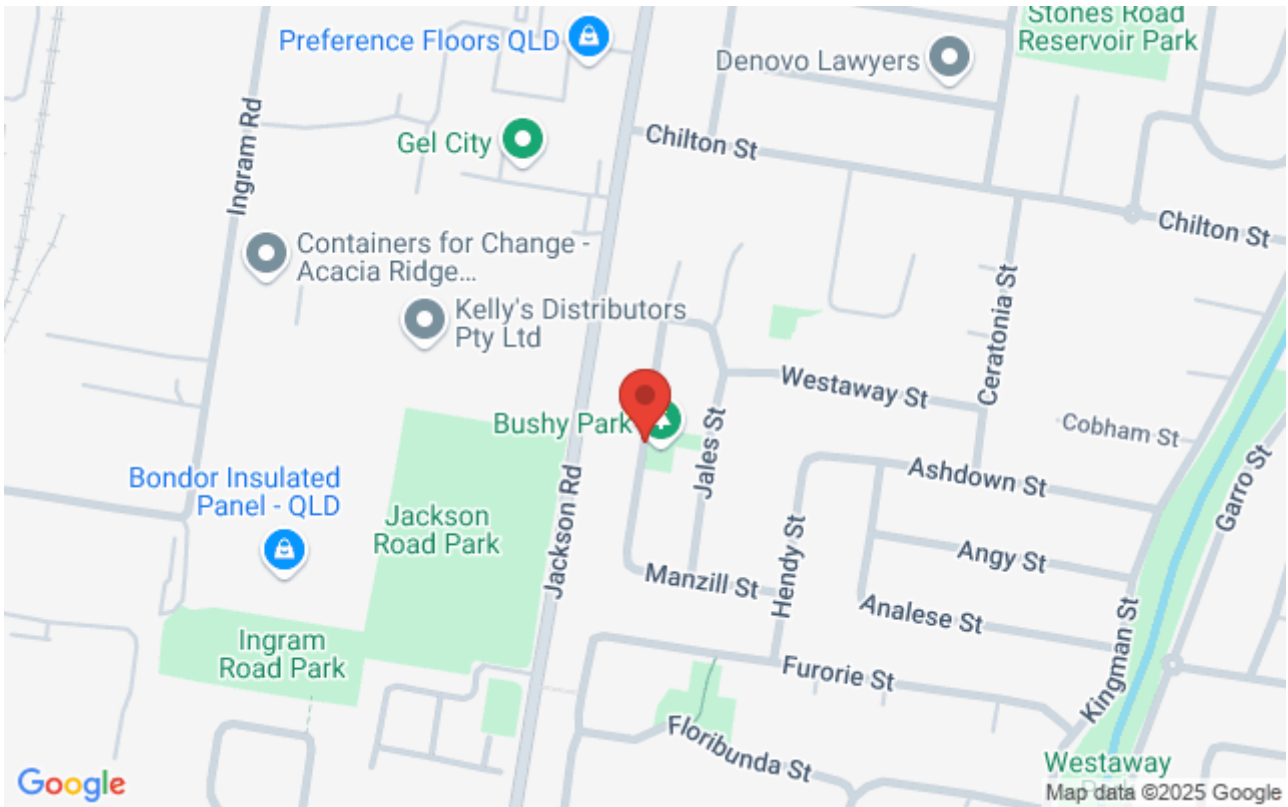 Stones Road
Reservoir Park
Preference Floors QLD
Denovo Lawyers
Ingram Rd
Gel City
Chilton St
Chilton St
Containers for Change -
Acacia Ridge...
Kelly's Distributors
Pty Ltd
Ceratonia St
Westaway St
Bushy Park
Cobham St
Jales St
Ashdown St
Garro St
Bondor Insulated
Panel - QLD
Jackson
Road Park
Jackson Rd
Hendy St
Angy St
Manzill St
Analese St
Kingman St
Ingram
Road Park
Furorie St
Floribunda St
Westaway
Google
Map data ©2025 Google